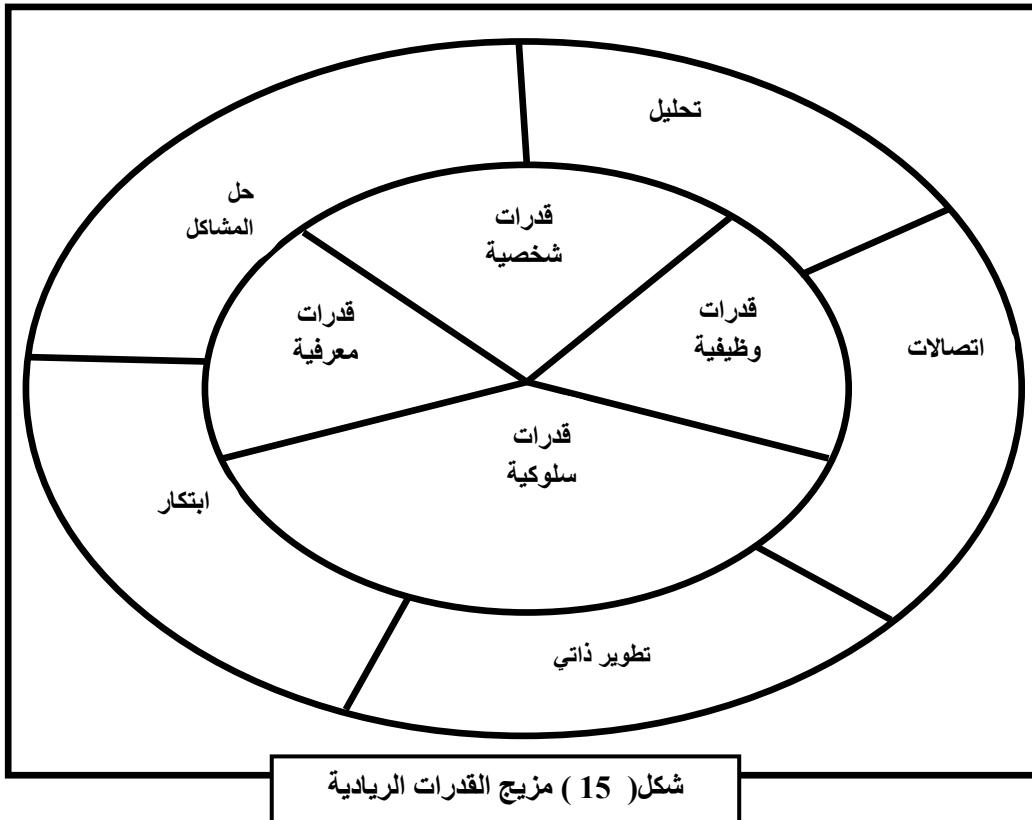 تحليل
حل
المشاكل
قدرات
شخصية
قدرات
وظيفية
قدرات
معرفية
اتصالات
قدرات
سلوكية
ابتكار
تطوير ذاتي
شكل( 15 ) مزيج القدرات الريادية